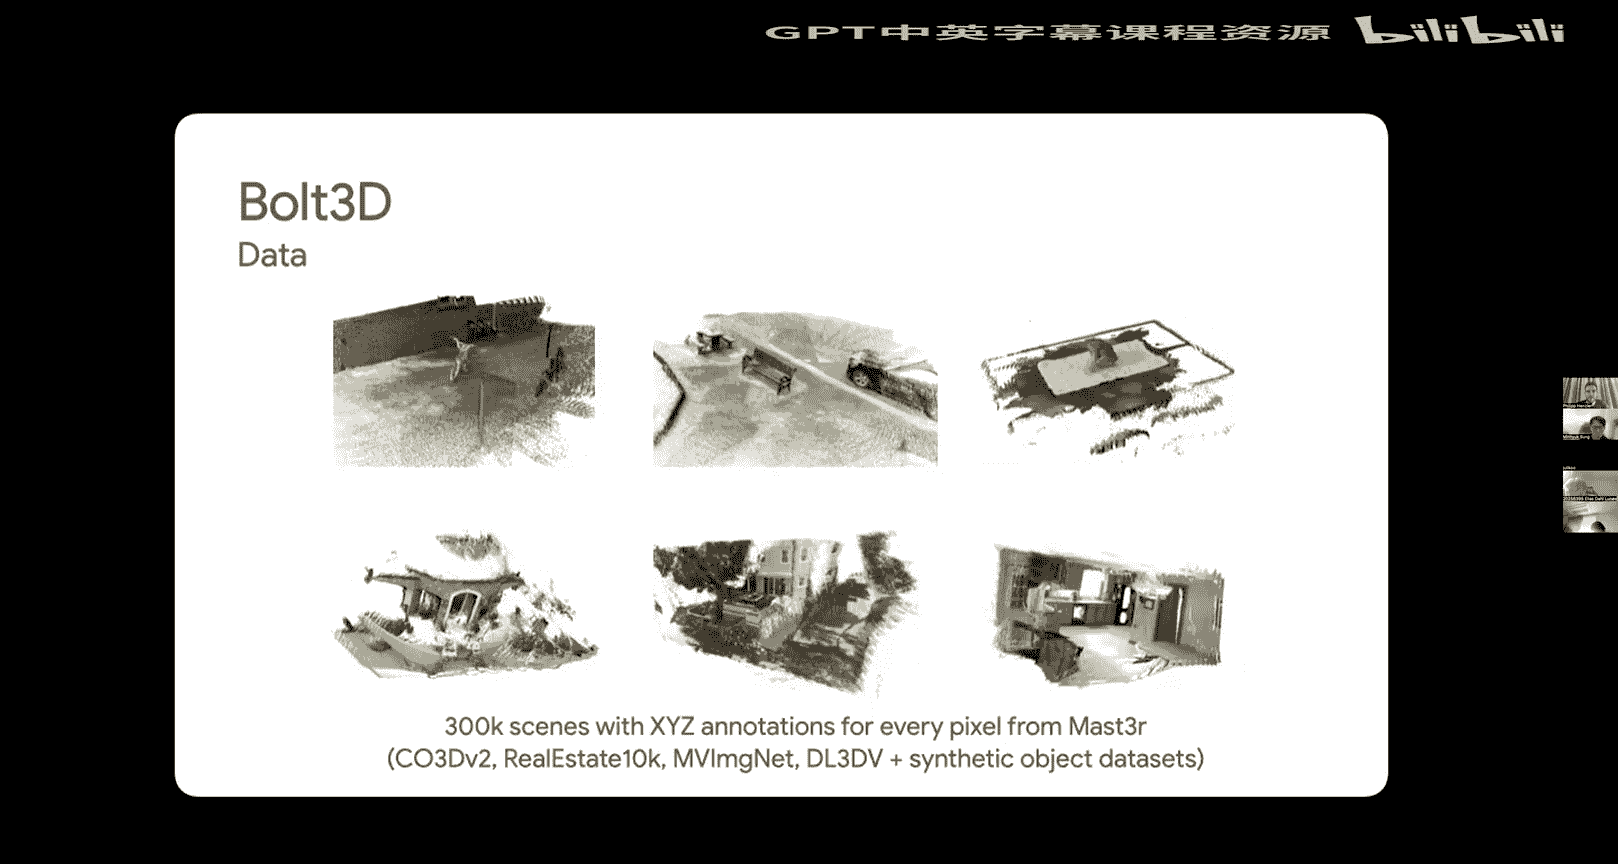 GPT中英字幕课程资源 bilibili
Bolt3D
Data
300k scenes with XYZ annotations for every pixel from Mast3r
(CO3Dv2, RealEstate10k, MVImgNet, DL3DV + synthetic object datasets)